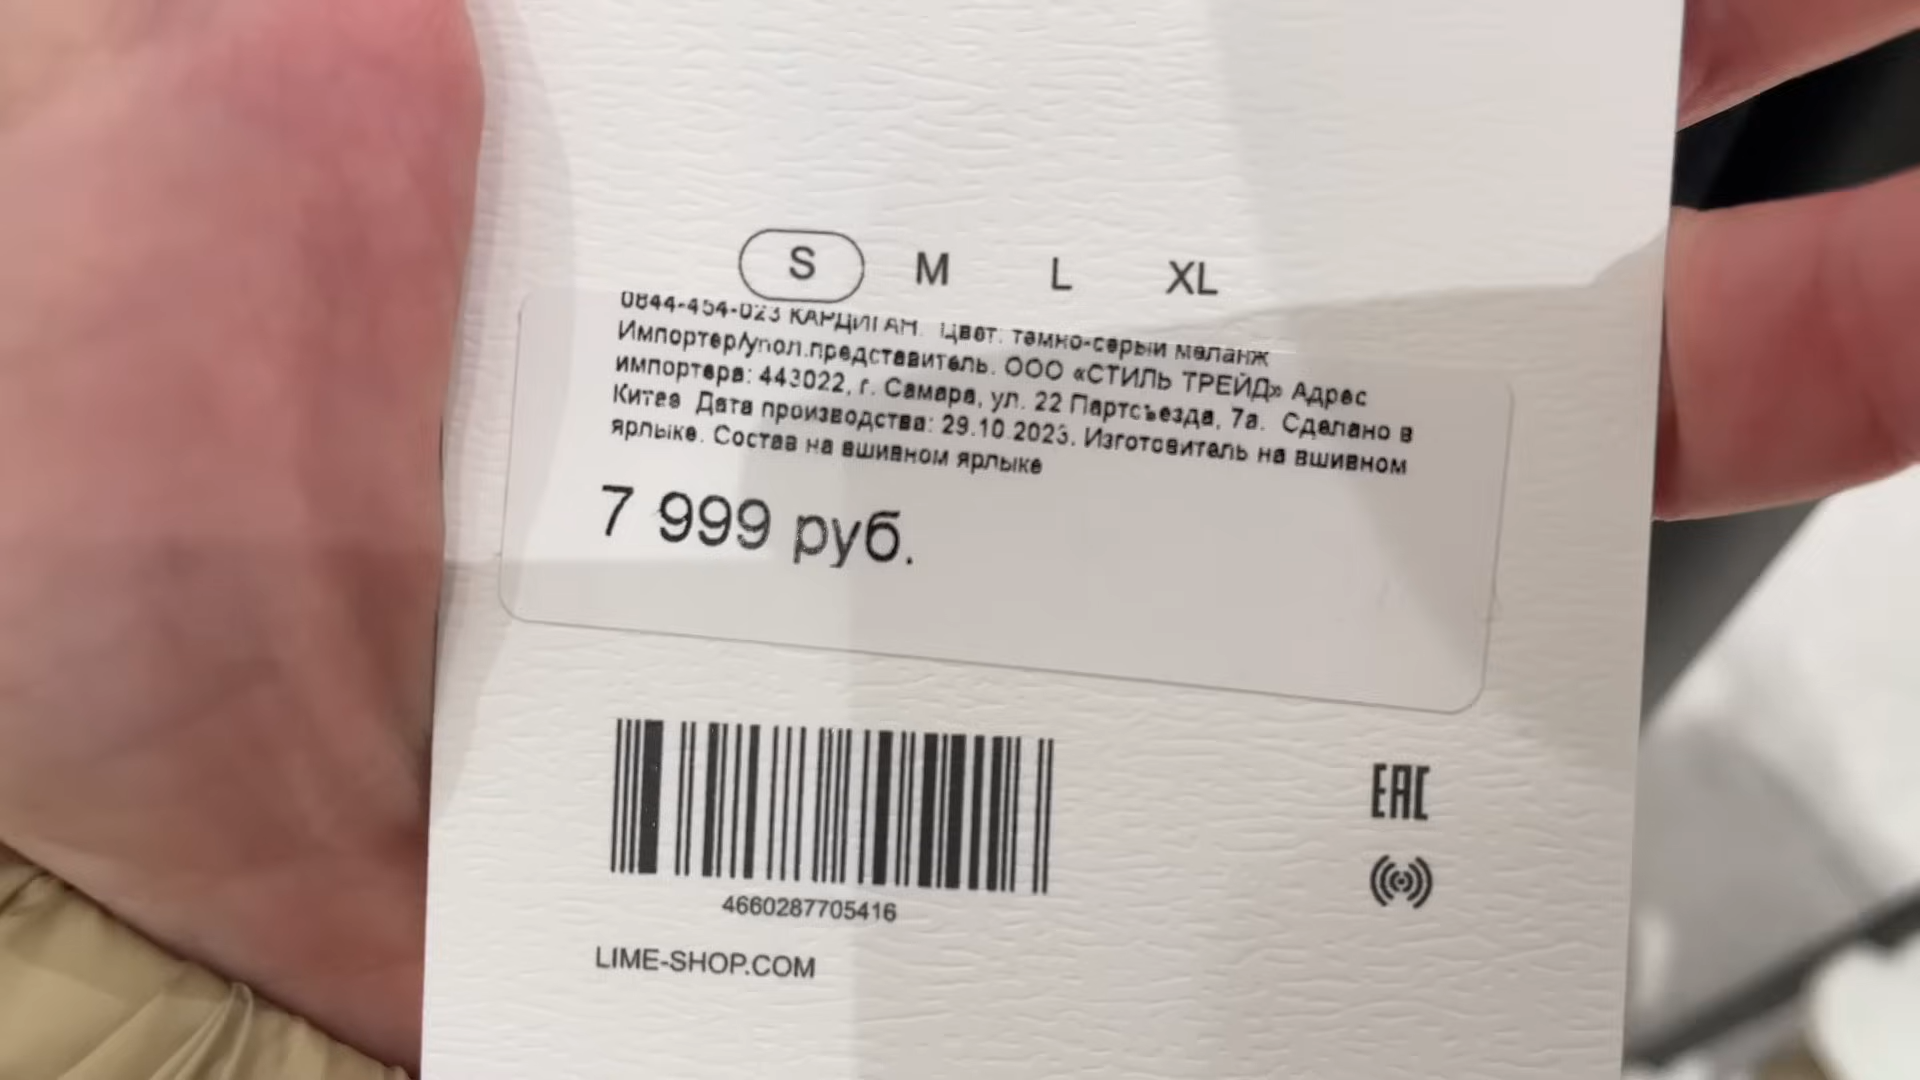 S M L XL
0844-454-023 КАРДИГАН. Цвет: темно-серый меланж
Импортер/упол.представитель. ООО «СТИЛЬ ТРЕЙД» Адрес
импортера: 443022, г. Самара, ул. 22 Партсъезда, 7а. Сделано в
Китае Дата производства: 29.10.2023. Изготовитель на вшивном
ярлыке. Состав на вшивном ярлыке
7 999 руб.
4660287705416
LIME-SHOP.COM
EAC